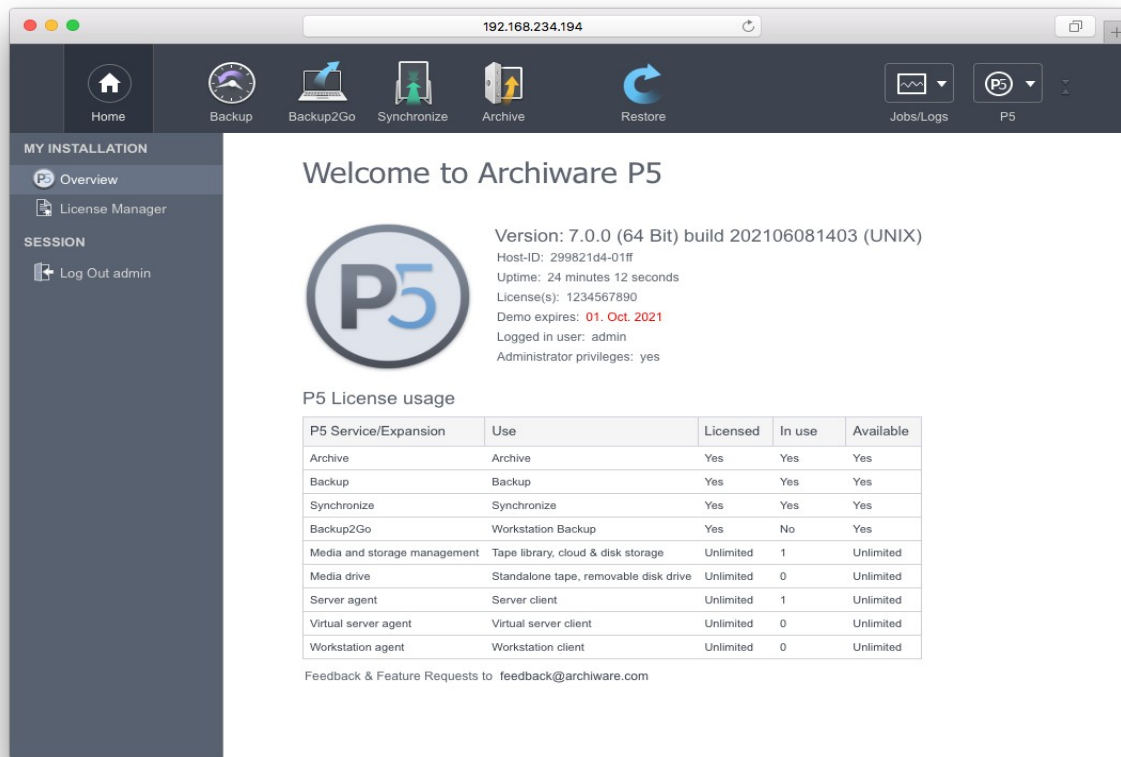 192.168.234.194
Home
Backup
Backup2Go
Synchronize
Archive
Restore
Jobs/Logs
P5
P5
MY INSTALLATION
P5 Overview
License Manager
SESSION
Log Out admin
Welcome to Archiware P5
P5
Version: 7.0.0 (64 Bit) build 202106081403 (UNIX)
Host-ID: 299821d4-01ff
Uptime: 24 minutes 12 seconds
License(s): 1234567890
Demo expires: 01. Oct. 2021
Logged in user: admin
Administrator privileges: yes
P5 License usage
P5 Service/Expansion Use Licensed In use Available
Archive Archive Yes Yes Yes
Backup Backup Yes Yes Yes
Synchronize Synchronize Yes Yes Yes
Backup2Go Workstation Backup Yes No Yes
Media and storage management Tape library, cloud & disk storage Unlimited 1 Unlimited
Media drive Standalone tape, removable disk drive Unlimited 0 Unlimited
Server agent Server client Unlimited 1 Unlimited
Virtual server agent Virtual server client Unlimited 0 Unlimited
Workstation agent Workstation client Unlimited 0 Unlimited
Feedback & Feature Requests to feedback@archiware.com